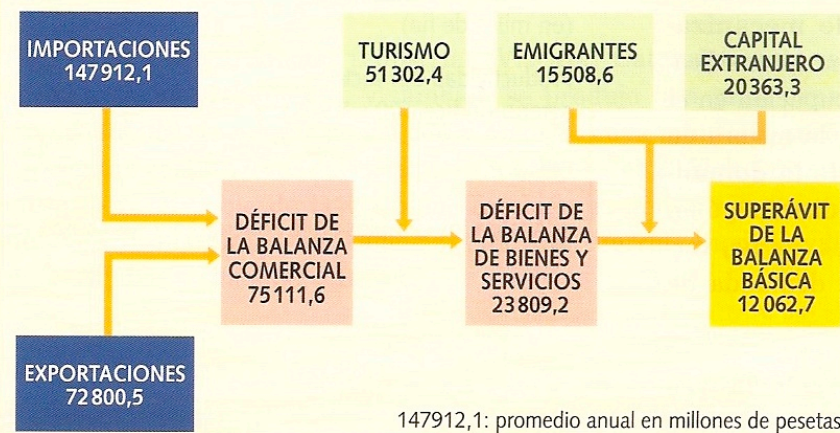 IMPORTACIONES
147912,1
TURISMO
51302,4
EMIGRANTES
15508,6
CAPITAL
EXTRANJERO
20363,3
DÉFICIT DE
LA BALANZA
COMERCIAL
75111,6
DÉFICIT DE
LA BALANZA
DE BIENES Y
SERVICIOS
23809,2
SUPERÁVIT
DE LA
BALANZA
BÁSICA
12062,7
EXPORTACIONES
72800,5
147912,1: promedio anual en millones de pesetas